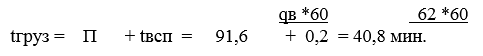 qв *60 62 *60
tгруз = П + tвсп = 91,6 + 0,2 = 40,8 мин.